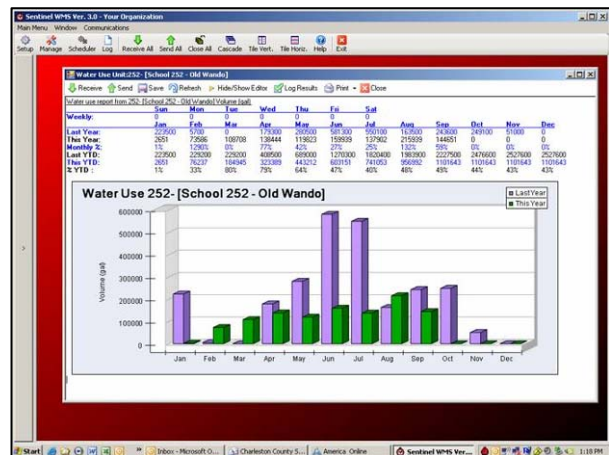 Sentinel WMS Ver. 3.0 - Your Organization
Main Menu Window Communications
Setup Manage Scheduler Log Receive All Send All Close All Cascade Tile Vert. Tile Horiz. Help Exit
Water Use Unit:252- [School 252 - Old Wando]
Receive Send Save Refresh Hide/Show Editor Log Results Print Close
Water use report from 252- [School 252 - Old Wando] Volume (gal)
Sun Mon Tue Wed Thu Fri Sat
Weekly: 0 0 0 0 0 0 0
Jan Feb Mar Apr May Jun Jul Aug Sep Oct Nov Dec
Last Year: 223500 5700 0 179300 280500 581300 550100 163500 243600 249100 51000 0
This Year: 2651 73586 108708 138444 119823 159939 137902 215939 144651 0 0 0
Monthly %: 1% 1290% 0% 77% 42% 27% 25% 132% 59% 0% 0% 0%
Last YTD: 223500 229200 229200 408500 689000 1270300 1820400 1983900 2227500 2476600 2527600 2527600
This YTD: 2651 76237 184945 323389 443212 603151 741053 956992 1101643 1101643 1101643 1101643
% YTD : 1% 33% 80% 79% 64% 47% 40% 48% 49% 44% 43% 43%
Water Use 252- [School 252 - Old Wando]
Last Year
This Year
Volume (gal)
600000
500000
400000
300000
200000
100000
0
Jan Feb Mar Apr May Jun Jul Aug Sep Oct Nov Dec
Start Inbox - Microsoft O... Charleston County S... America Online Sentinel WMS Ver... 1:18 PM